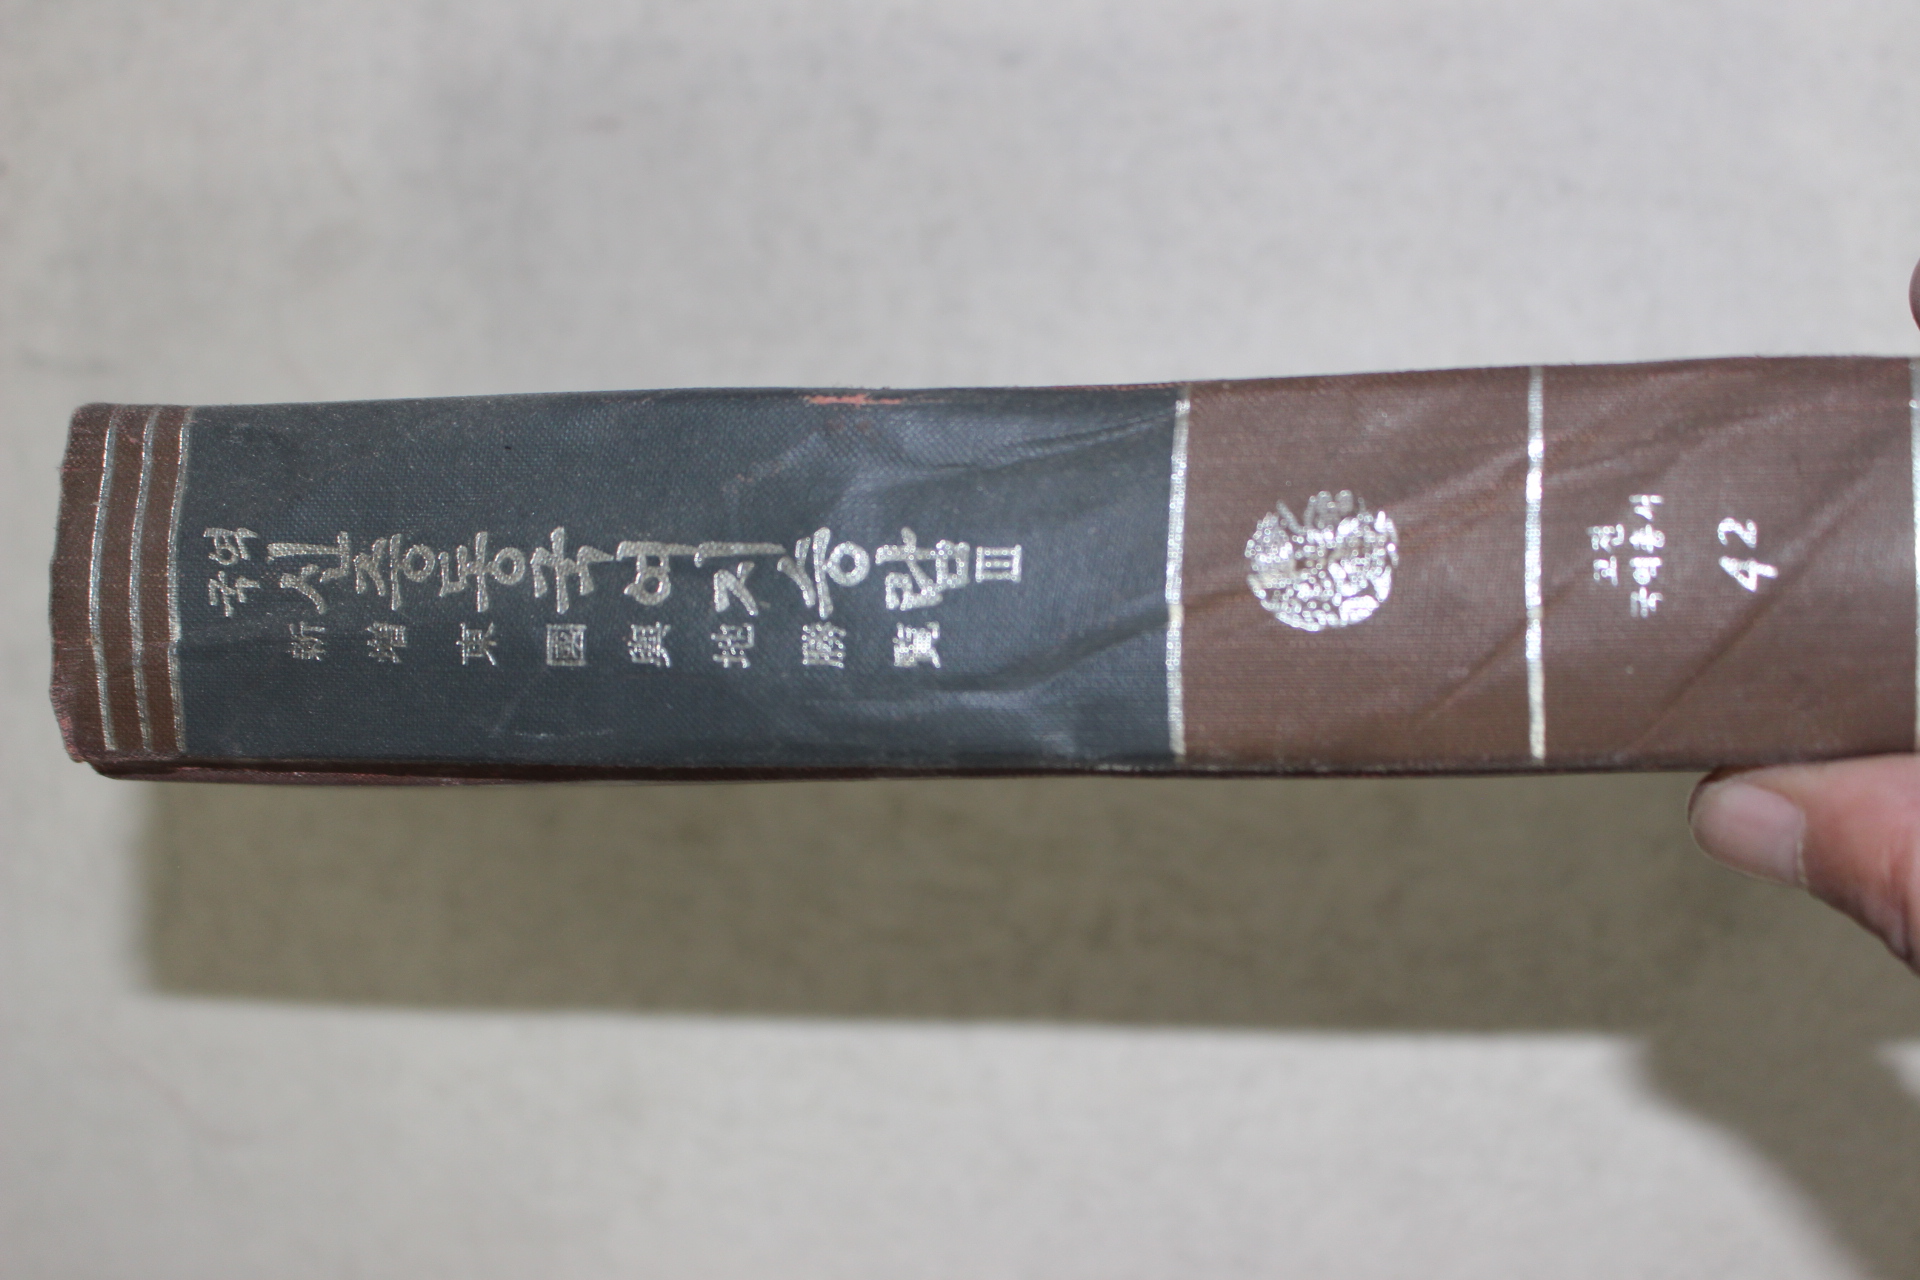 국역
신증동국여지승람 Ⅲ
新增東國輿地勝覽
고전
국역총서
42